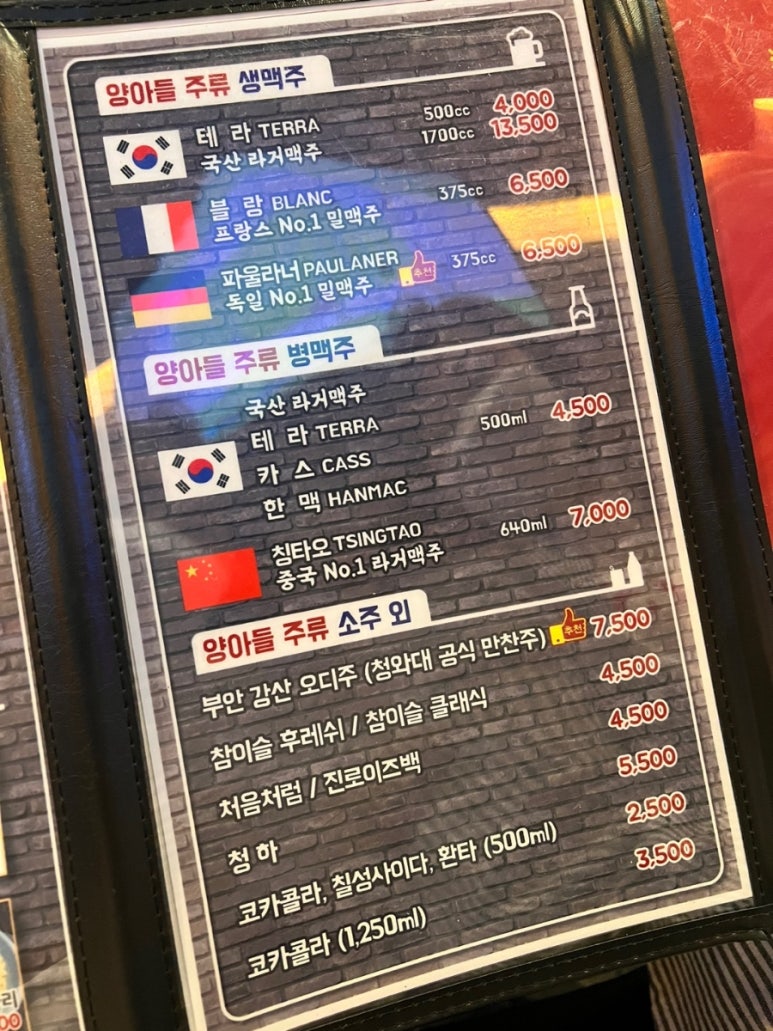 양아들 주류 생맥주
테 라 TERRA 500cc 4,000
국산 라거맥주 1700cc 13,500
블 랑 BLANC 375cc 6,500
프랑스 No.1 밀맥주
파울라너 PAULANER 추천 375cc 6,500
독일 No.1 밀맥주
양아들 주류 병맥주
국산 라거맥주
테 라 TERRA 500ml 4,500
카 스 CASS
한 맥 HANMAC
칭타오 TSINGTAO 640ml 7,000
중국 No.1 라거맥주
양아들 주류 소주 외
부안 강산 오디주 (청와대 공식 만찬주) 추천 7,500
참이슬 후레쉬 / 참이슬 클래식 4,500
처음처럼 / 진로이즈백 4,500
청 하 5,500
코카콜라, 칠성사이다, 환타 (500ml) 2,500
코카콜라 (1,250ml) 3,500
리
00